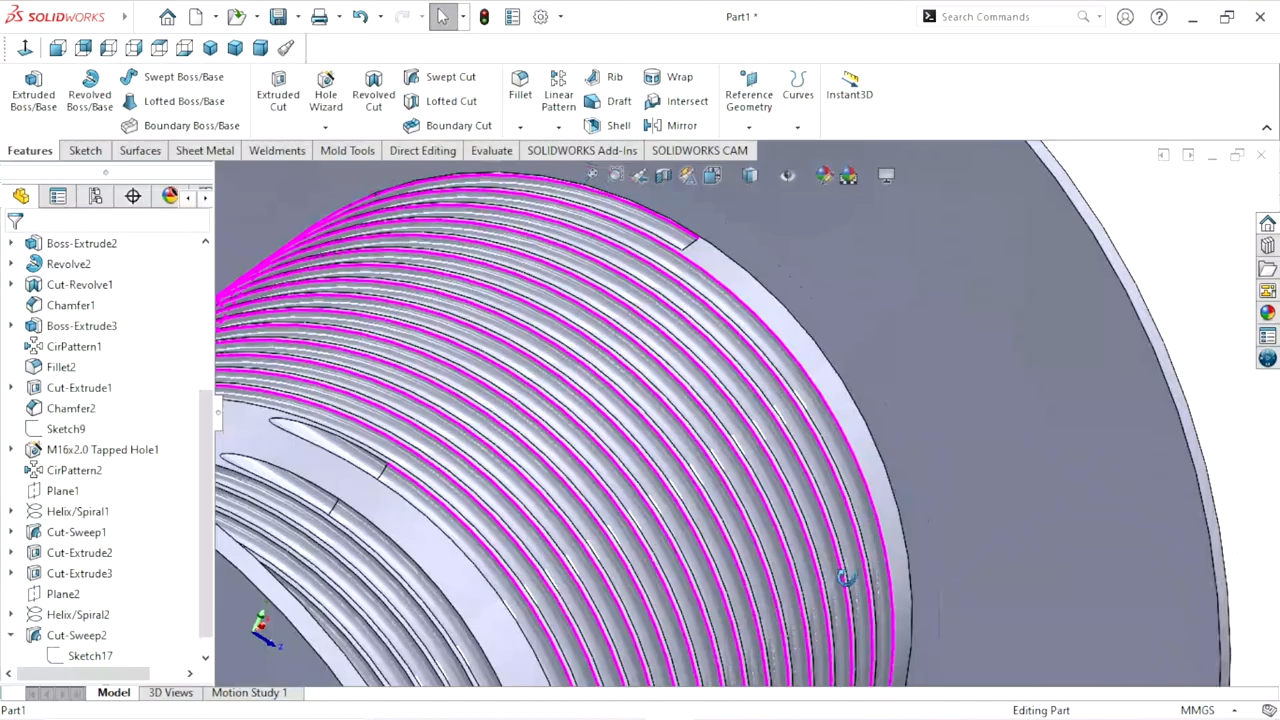 SOLIDWORKS
Part1 *
Search Commands
Extruded Boss/Base
Revolved Boss/Base
Swept Boss/Base
Lofted Boss/Base
Boundary Boss/Base
Extruded Cut
Hole Wizard
Revolved Cut
Swept Cut
Lofted Cut
Boundary Cut
Fillet
Linear Pattern
Rib
Draft
Shell
Wrap
Intersect
Mirror
Reference Geometry
Curves
Instant3D
Features
Sketch
Surfaces
Sheet Metal
Weldments
Mold Tools
Direct Editing
Evaluate
SOLIDWORKS Add-Ins
SOLIDWORKS CAM
Boss-Extrude2
Revolve2
Cut-Revolve1
Chamfer1
Boss-Extrude3
CirPattern1
Fillet2
Cut-Extrude1
Chamfer2
Sketch9
M16x2.0 Tapped Hole1
CirPattern2
Plane1
Helix/Spiral1
Cut-Sweep1
Cut-Extrude2
Cut-Extrude3
Plane2
Helix/Spiral2
Cut-Sweep2
Sketch17
z
Model
3D Views
Motion Study 1
Part1
Editing Part
MMGS